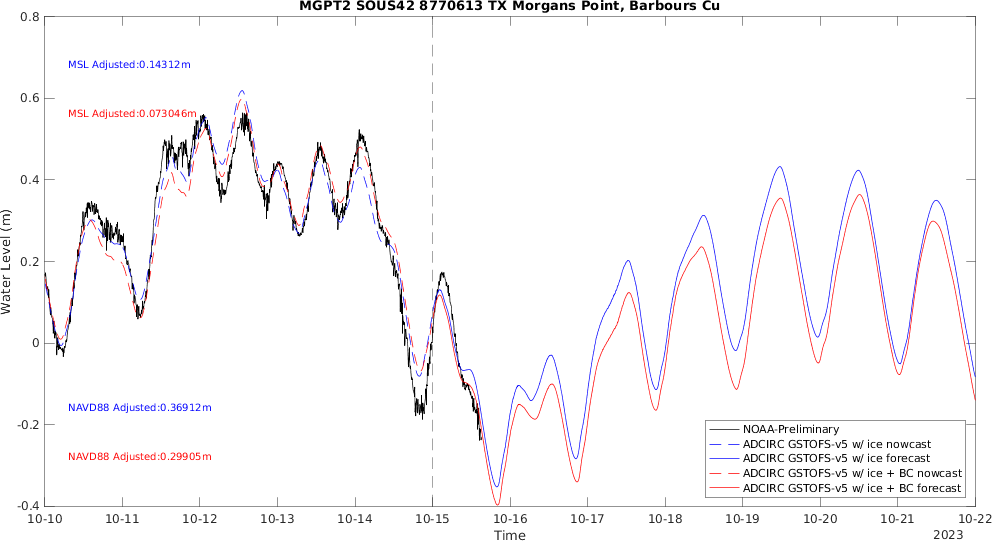 MGPT2 SOUS42 8770613 TX Morgans Point, Barbours Cu
0.8
0.6
0.4
0.2
0
-0.2
-0.4
Water Level (m)
MSL Adjusted:0.14312m
MSL Adjusted:0.073046m
NAVD88 Adjusted:0.36912m
NAVD88 Adjusted:0.29905m
NOAA-Preliminary
ADCIRC GSTOFS-v5 w/ ice nowcast
ADCIRC GSTOFS-v5 w/ ice forecast
ADCIRC GSTOFS-v5 w/ ice + BC nowcast
ADCIRC GSTOFS-v5 w/ ice + BC forecast
10-10 10-11 10-12 10-13 10-14 10-15 10-16 10-17 10-18 10-19 10-20 10-21 10-22
Time
2023